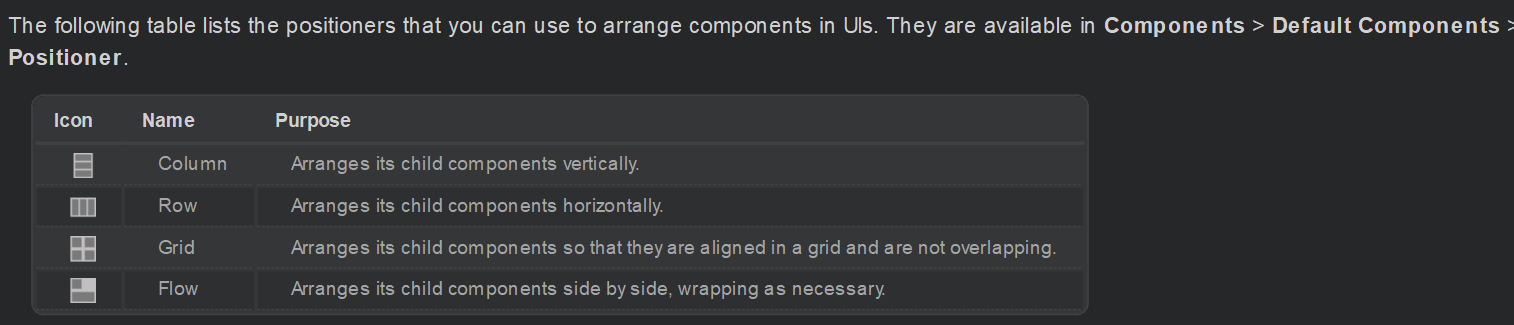 The following table lists the positioners that you can use to arrange components in UIs. They are available in Components > Default Components >
Positioner.
Icon Name Purpose
Column Arranges its child components vertically.
Row Arranges its child components horizontally.
Grid Arranges its child components so that they are aligned in a grid and are not overlapping.
Flow Arranges its child components side by side, wrapping as necessary.